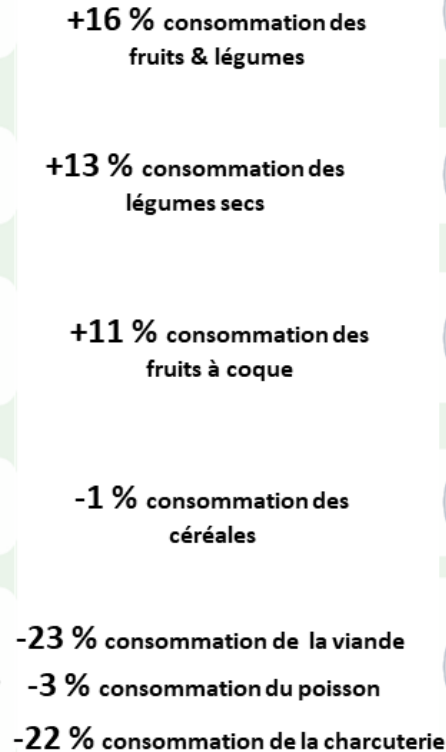 +16 % consommation des
fruits & légumes
+13 % consommation des
légumes secs
+11 % consommation des
fruits à coque
-1 % consommation des
céréales
-23 % consommation de la viande
-3 % consommation du poisson
-22 % consommation de la charcuterie